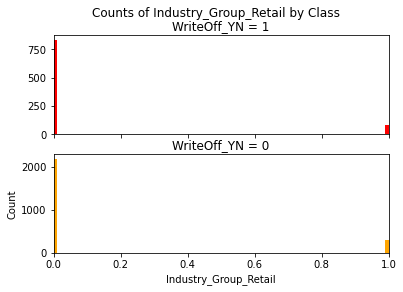 Counts of Industry_Group_Retail by Class
WriteOff_YN = 1
750
500
250
0
WriteOff_YN = 0
2000
1000
0
Count
0.0 0.2 0.4 0.6 0.8 1.0
Industry_Group_Retail